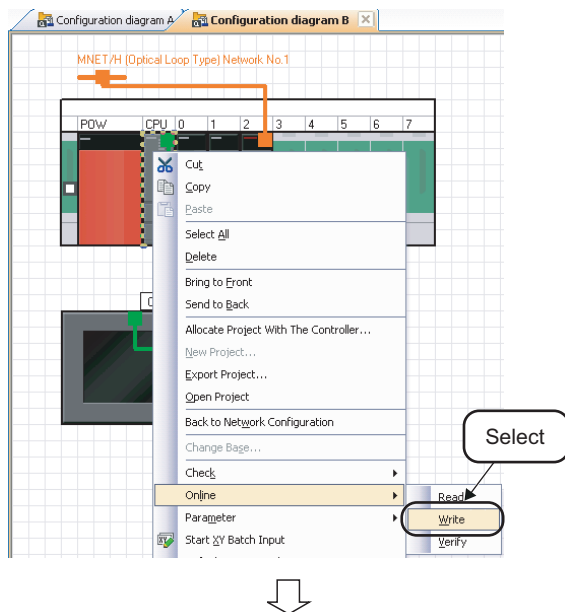 Configuration diagram A
Configuration diagram B
MNET/H (Optical Loop Type) Network No.1
POW CPU 0 1 2 3 4 5 6 7
Cut
Copy
Paste
Select All
Delete
Bring to Front
Send to Back
Allocate Project With The Controller...
New Project...
Export Project...
Open Project
Back to Network Configuration
Change Base...
Check
Online
Parameter
Start XY Batch Input
Select
Read
Write
Verify